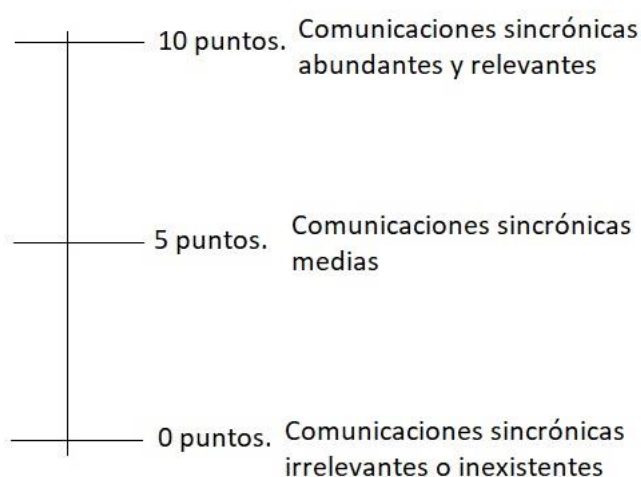 10 puntos. Comunicaciones sincrónicas
abundantes y relevantes
5 puntos. Comunicaciones sincrónicas
medias
0 puntos. Comunicaciones sincrónicas
irrelevantes o inexistentes